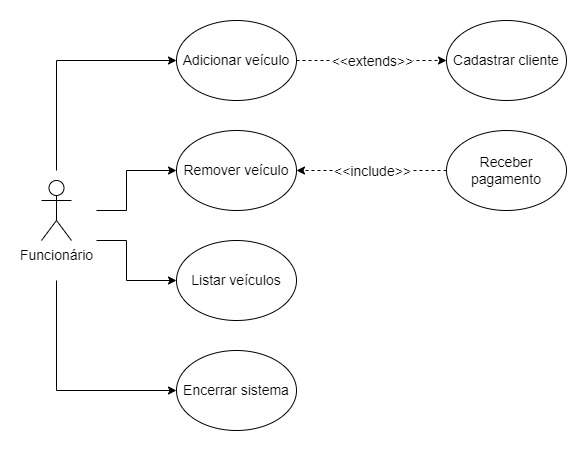 Adicionar veículo
<<extends>>
Cadastrar cliente
Remover veículo
<<include>>
Receber
pagamento
Funcionário
Listar veículos
Encerrar sistema